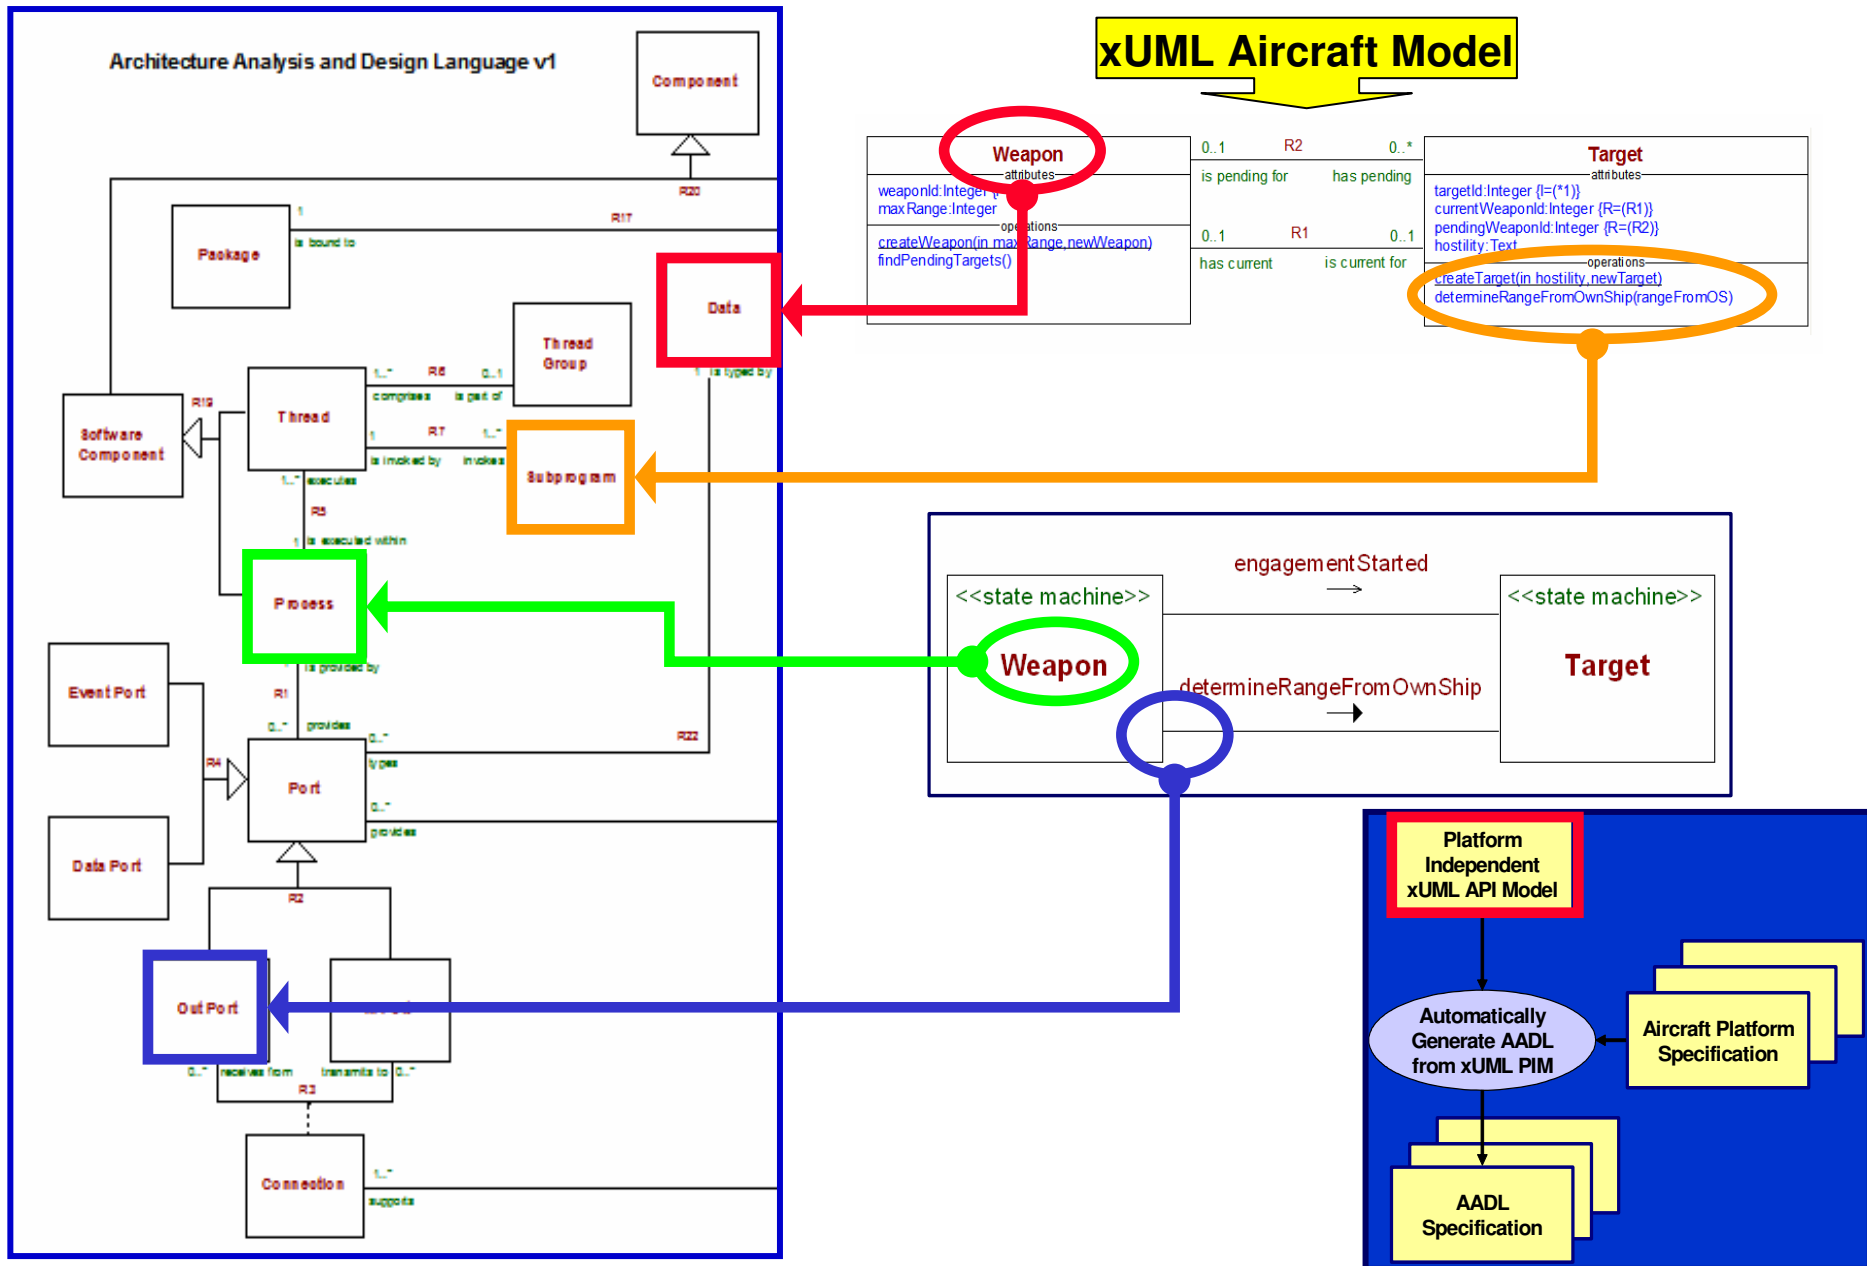 Architecture Analysis and Design Language v1
Component
R20
1
R17
is bound to
Package
Data
1 is typed by
Thread
Group
1..* R6 0..1
comprises is part of
Thread
R19
Software
Component
1 R7 1..*
is invoked by invokes
Subprogram
1..* executes
R5
1 is executed within
Process
is provided by
R1
0..* provides
Event Port
R4
Port
0..*
types
R22
0..*
provides
Data Port
R2
Out Port
0..* receives from transmits to 0..*
R3
Connection
1..*
supports
xUML Aircraft Model
Weapon
attributes
weaponId:Integer
maxRange:Integer
operations
createWeapon(in maxRange,newWeapon)
findPendingTargets()
0..1 R2 0..*
is pending for has pending
0..1 R1 0..1
has current is current for
Target
attributes
targetId:Integer {I=(*1)}
currentWeaponId:Integer {R=(R1)}
pendingWeaponId:Integer {R=(R2)}
hostility:Text
operations
createTarget(in hostility,newTarget)
determineRangeFromOwnShip(rangeFromOS)
engagementStarted
<<state machine>>
Weapon
determineRangeFromOwnShip
<<state machine>>
Target
Platform
Independent
xUML API Model
Automatically
Generate AADL
from xUML PIM
Aircraft Platform
Specification
AADL
Specification